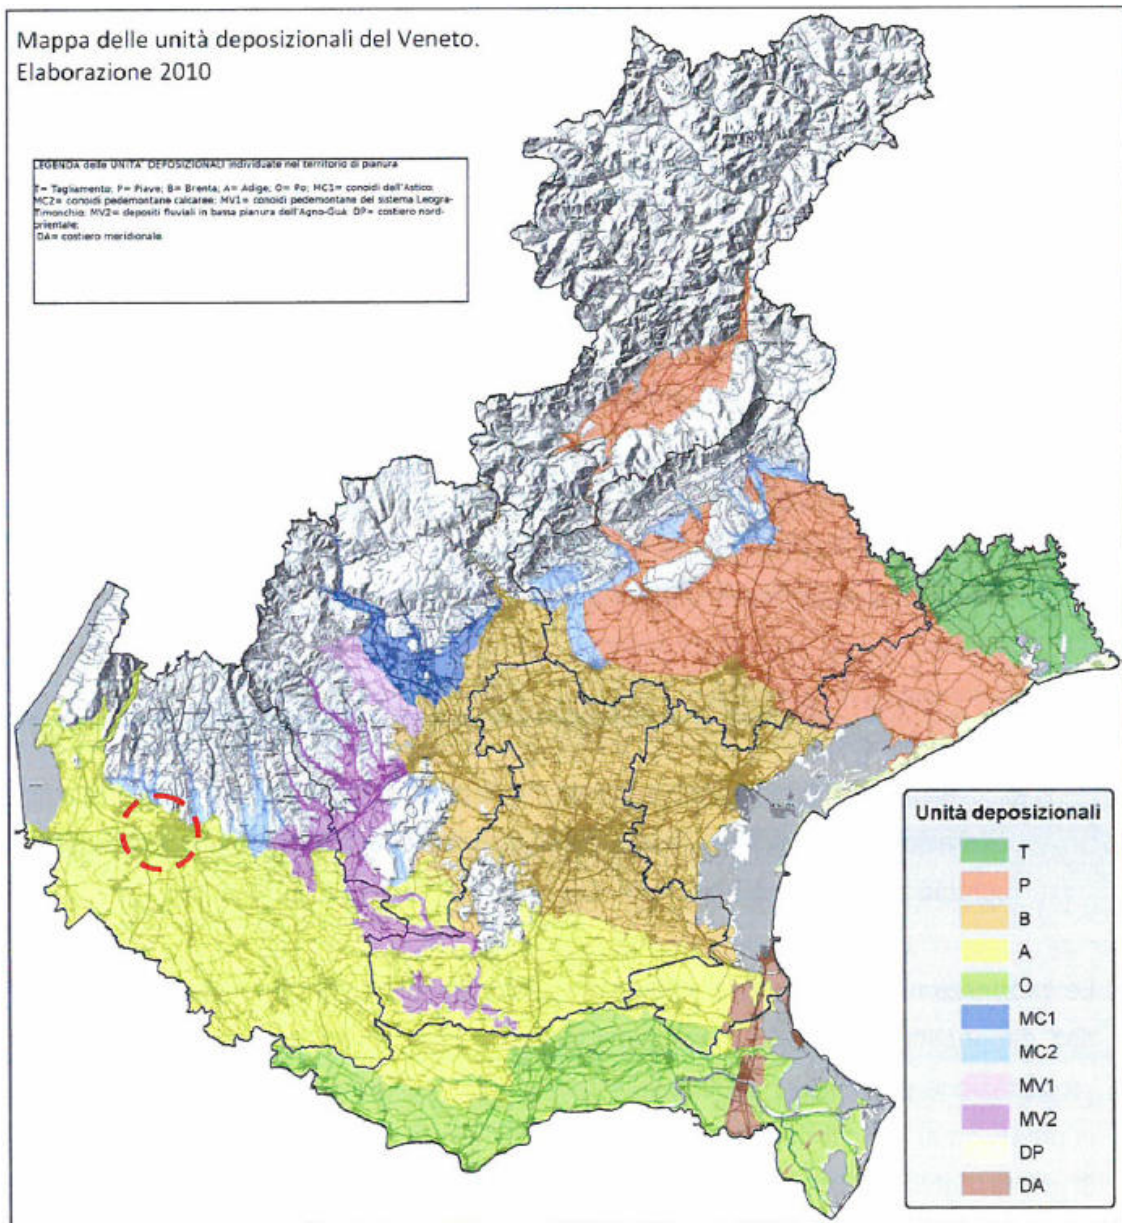 Mappa delle unità deposizionali del Veneto.
Elaborazione 2010
LEGENDA delle UNITA' DEPOSIZIONALI individuate nel territorio di pianura
T= Tagliamento; P= Piave; B= Brenta; A= Adige; O= Po; MC1= conoidi dell'Astico;
MC2= conoidi pedemontane calcaree; MV1= conoidi pedemontane del sistema Leogra-
Timonchio; MV2= depositi fluviali in bassa pianura dell'Agno-Guà; DP= costiero nord-
orientale;
DA= costiero meridionale.
Unità deposizionali
T
P
B
A
O
MC1
MC2
MV1
MV2
DP
DA